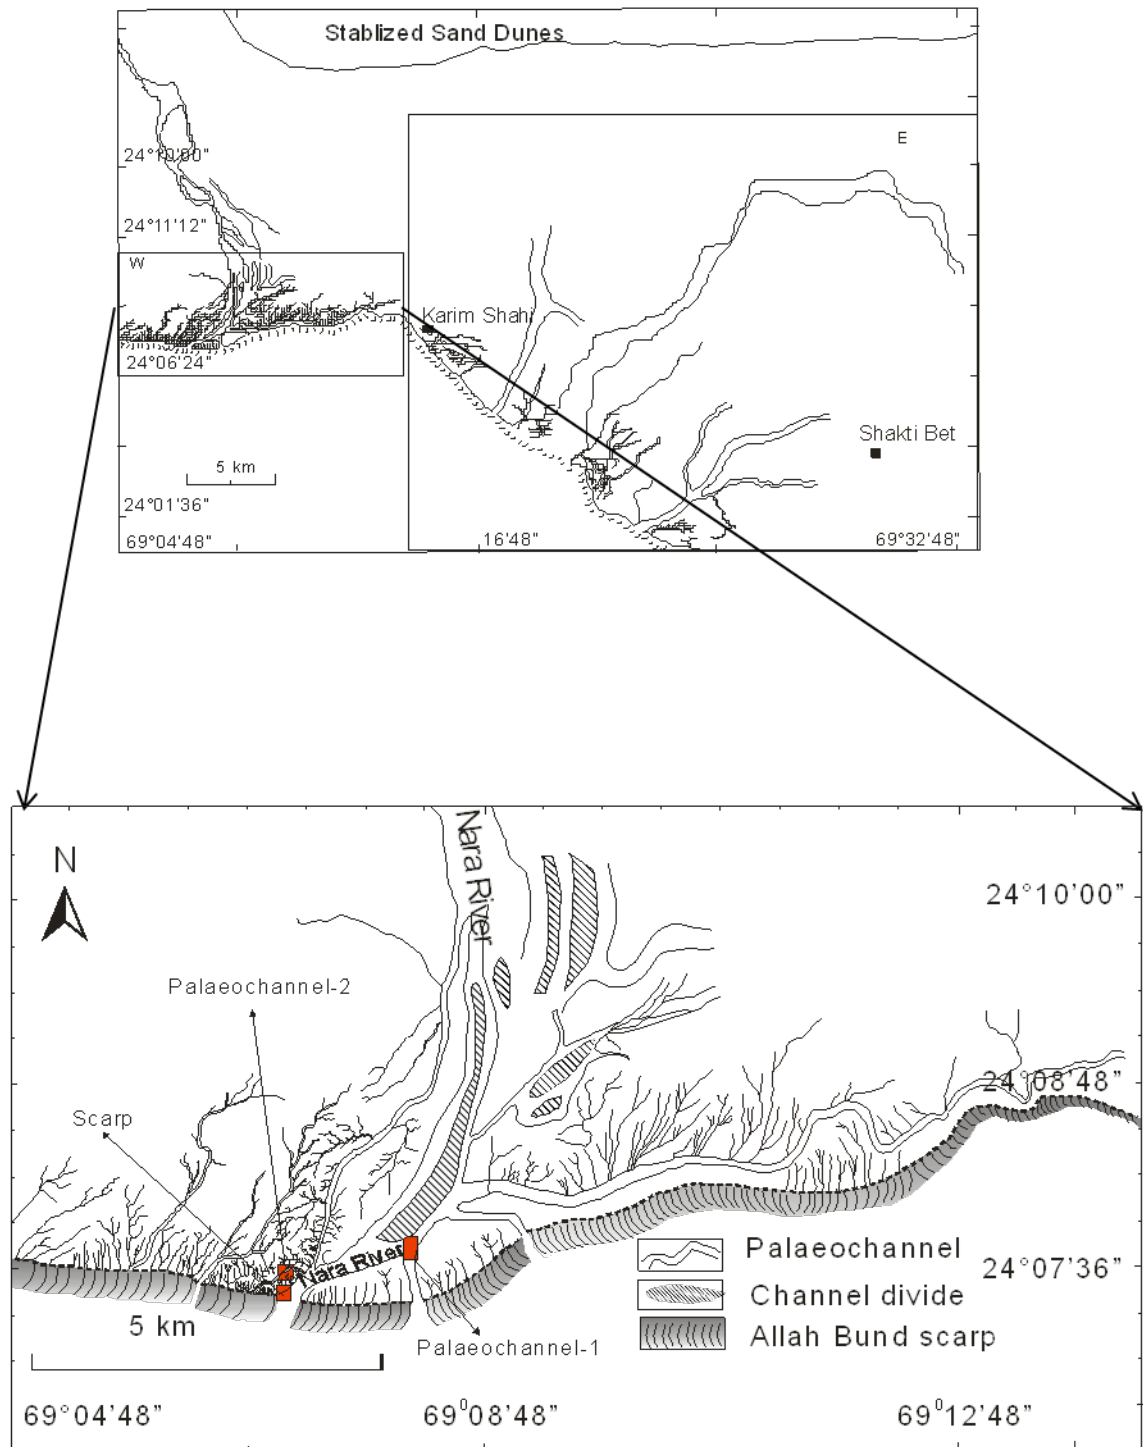 Stablized Sand Dunes
E
24°10'00"
24°11'12"
W
Karim Shahi
24°06'24"
Shakti Bet
5 km
24°01'36"
69°04'48"
16'48"
69°32'48"
Nara River
N
24°10'00"
Palaeochannel-2
24°08'48"
Scarp
Nara River
Palaeochannel
24°07'36"
Channel divide
5 km
Allah Bund scarp
Palaeochannel-1
69°04'48"
69⁰08'48"
69⁰12'48"